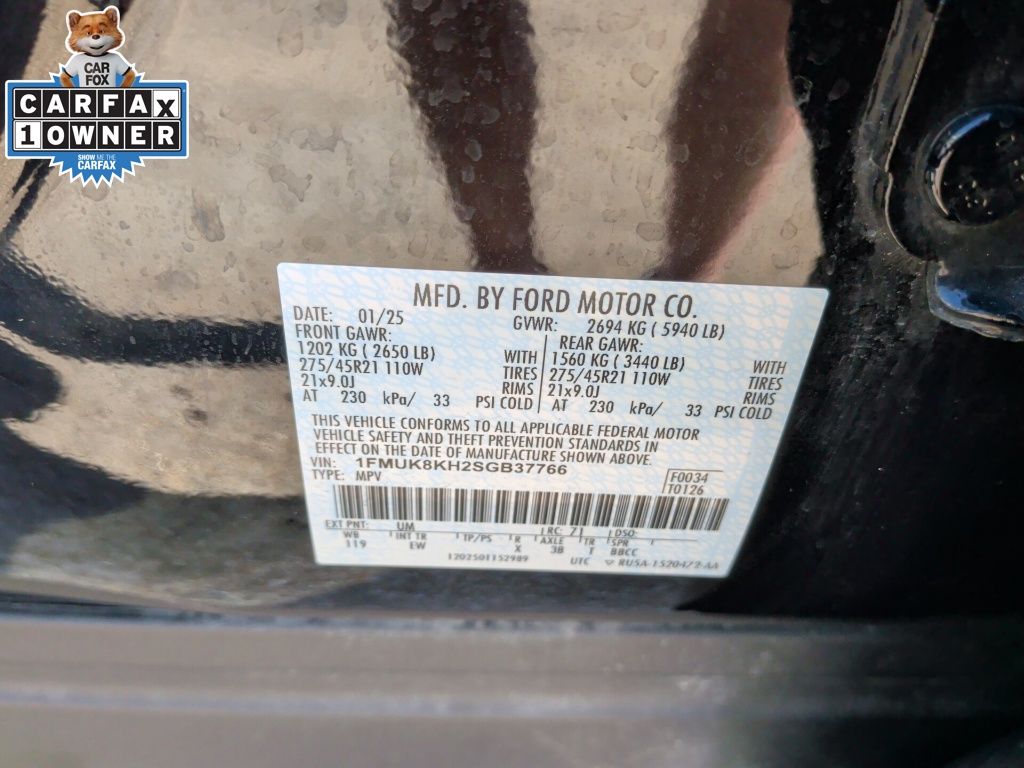 CAR
FOX
CARFAX
1 OWNER
SHOW ME THE
CARFAX
MFD. BY FORD MOTOR CO.
DATE: 01/25 GVWR: 2694 KG ( 5940 LB)
FRONT GAWR: REAR GAWR:
1202 KG ( 2650 LB) WITH 1560 KG ( 3440 LB) WITH
275/45R21 110W TIRES 275/45R21 110W TIRES
21x9.0J RIMS 21x9.0J RIMS
AT 230 kPa/ 33 PSI COLD AT 230 kPa/ 33 PSI COLD
THIS VEHICLE CONFORMS TO ALL APPLICABLE FEDERAL MOTOR
VEHICLE SAFETY AND THEFT PREVENTION STANDARDS IN
EFFECT ON THE DATE OF MANUFACTURE SHOWN ABOVE.
VIN: 1FMUK8KH2SGB37766 F0034
TYPE: MPV T0126
EXT PNT: UM RC: 71 DSO:
WB INT TR TP/PS R AXLE TR SPR
119 EW X 3B T BBCC
1202501152989 UTC RU5A-1520472-AA